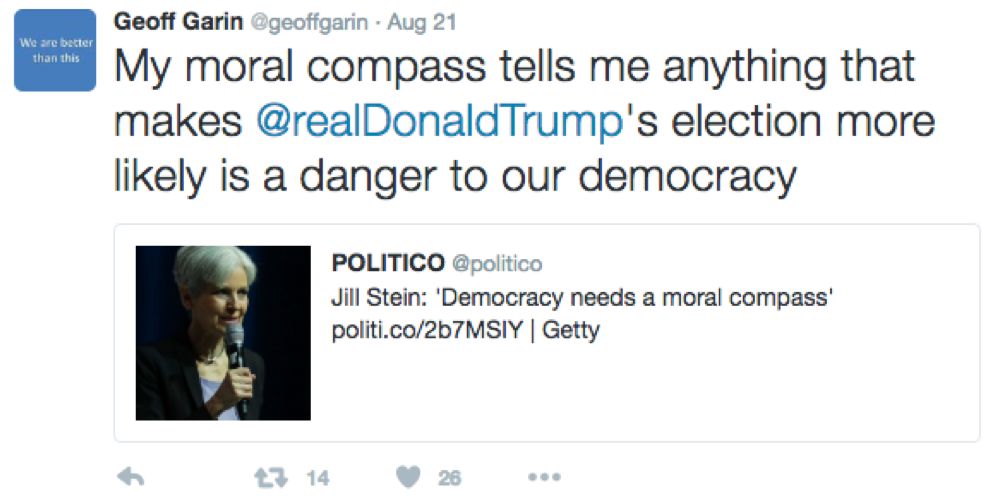 We are better
than this
Geoff Garin @geoffgarin · Aug 21
My moral compass tells me anything that
makes @realDonaldTrump's election more
likely is a danger to our democracy
POLITICO @politico
Jill Stein: 'Democracy needs a moral compass'
politi.co/2b7MSIY | Getty
14 26